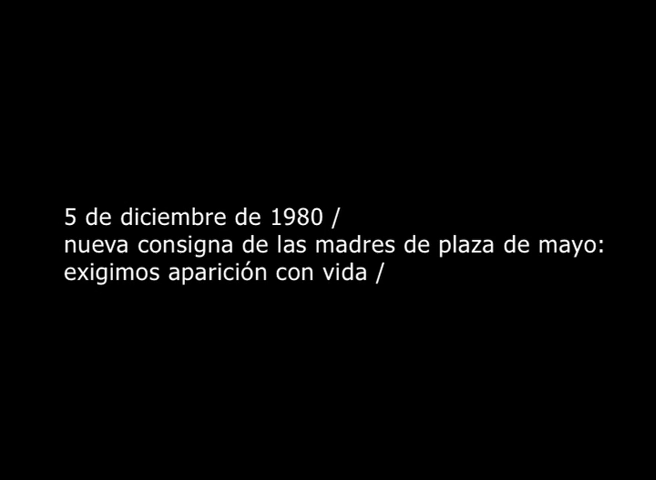 5 de diciembre de 1980 /
nueva consigna de las madres de plaza de mayo:
exigimos aparición con vida /